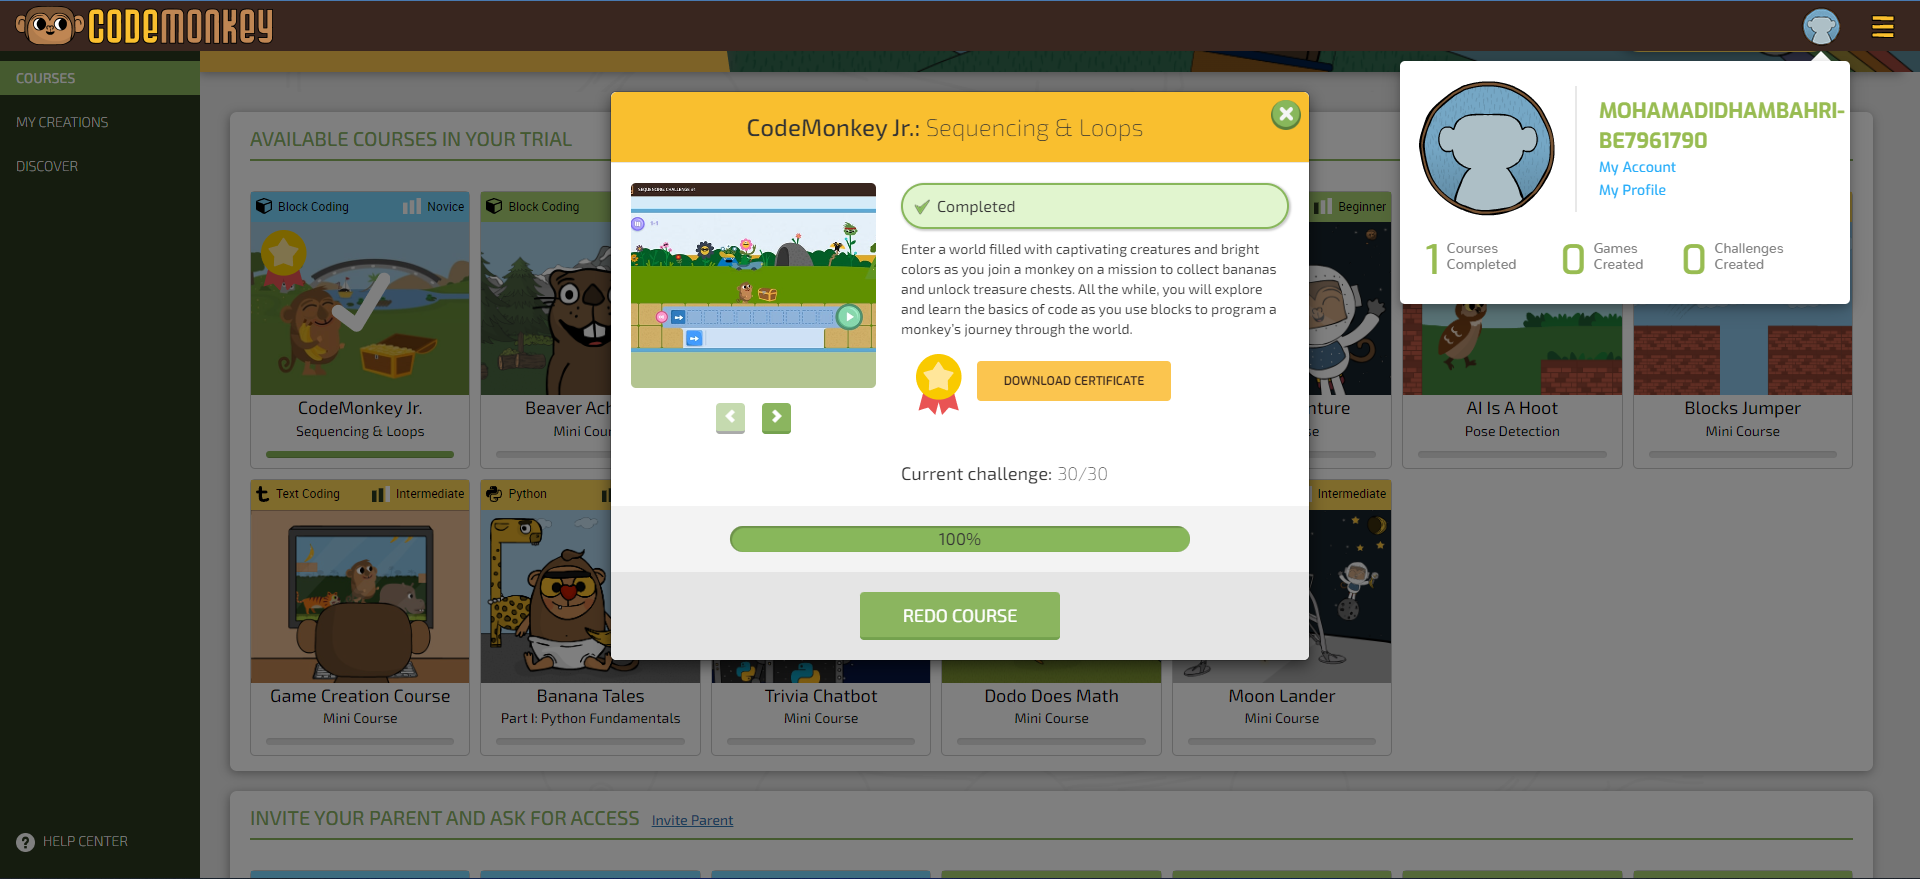 CODEMONKEY
COURSES
MY CREATIONS
DISCOVER
HELP CENTER
MOHAMADIDHAMBAHRI-
BE7961790
My Account
My Profile
1 Courses Completed
0 Games Created
0 Challenges Created
AVAILABLE COURSES IN YOUR TRIAL
CodeMonkey Jr.: Sequencing & Loops
SEQUENCING CHALLENGE #1
Completed
Enter a world filled with captivating creatures and bright
colors as you join a monkey on a mission to collect bananas
and unlock treasure chests. All the while, you will explore
and learn the basics of code as you use blocks to program a
monkey's journey through the world.
DOWNLOAD CERTIFICATE
Current challenge: 30/30
100%
REDO COURSE
Block Coding Novice
CodeMonkey Jr.
Sequencing & Loops
Block Coding
Beaver Ach
Mini Cour
Beginner
nture
se
AI Is A Hoot
Pose Detection
Blocks Jumper
Mini Course
Text Coding Intermediate
Game Creation Course
Mini Course
Python
Banana Tales
Part I: Python Fundamentals
Trivia Chatbot
Mini Course
Dodo Does Math
Mini Course
Intermediate
Moon Lander
Mini Course
INVITE YOUR PARENT AND ASK FOR ACCESS Invite Parent